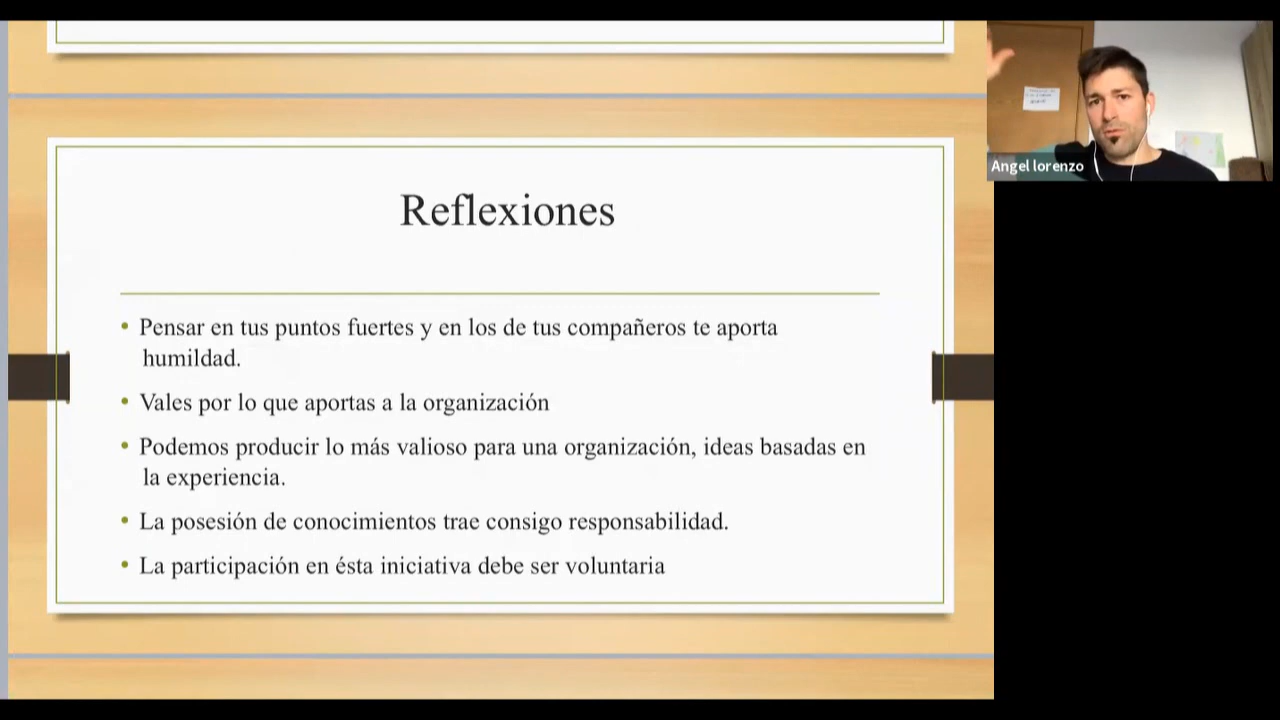 Reflexiones
• Pensar en tus puntos fuertes y en los de tus compañeros te aporta
humildad.
• Vales por lo que aportas a la organización
• Podemos producir lo más valioso para una organización, ideas basadas en
la experiencia.
• La posesión de conocimientos trae consigo responsabilidad.
• La participación en ésta iniciativa debe ser voluntaria
Angel lorenzo